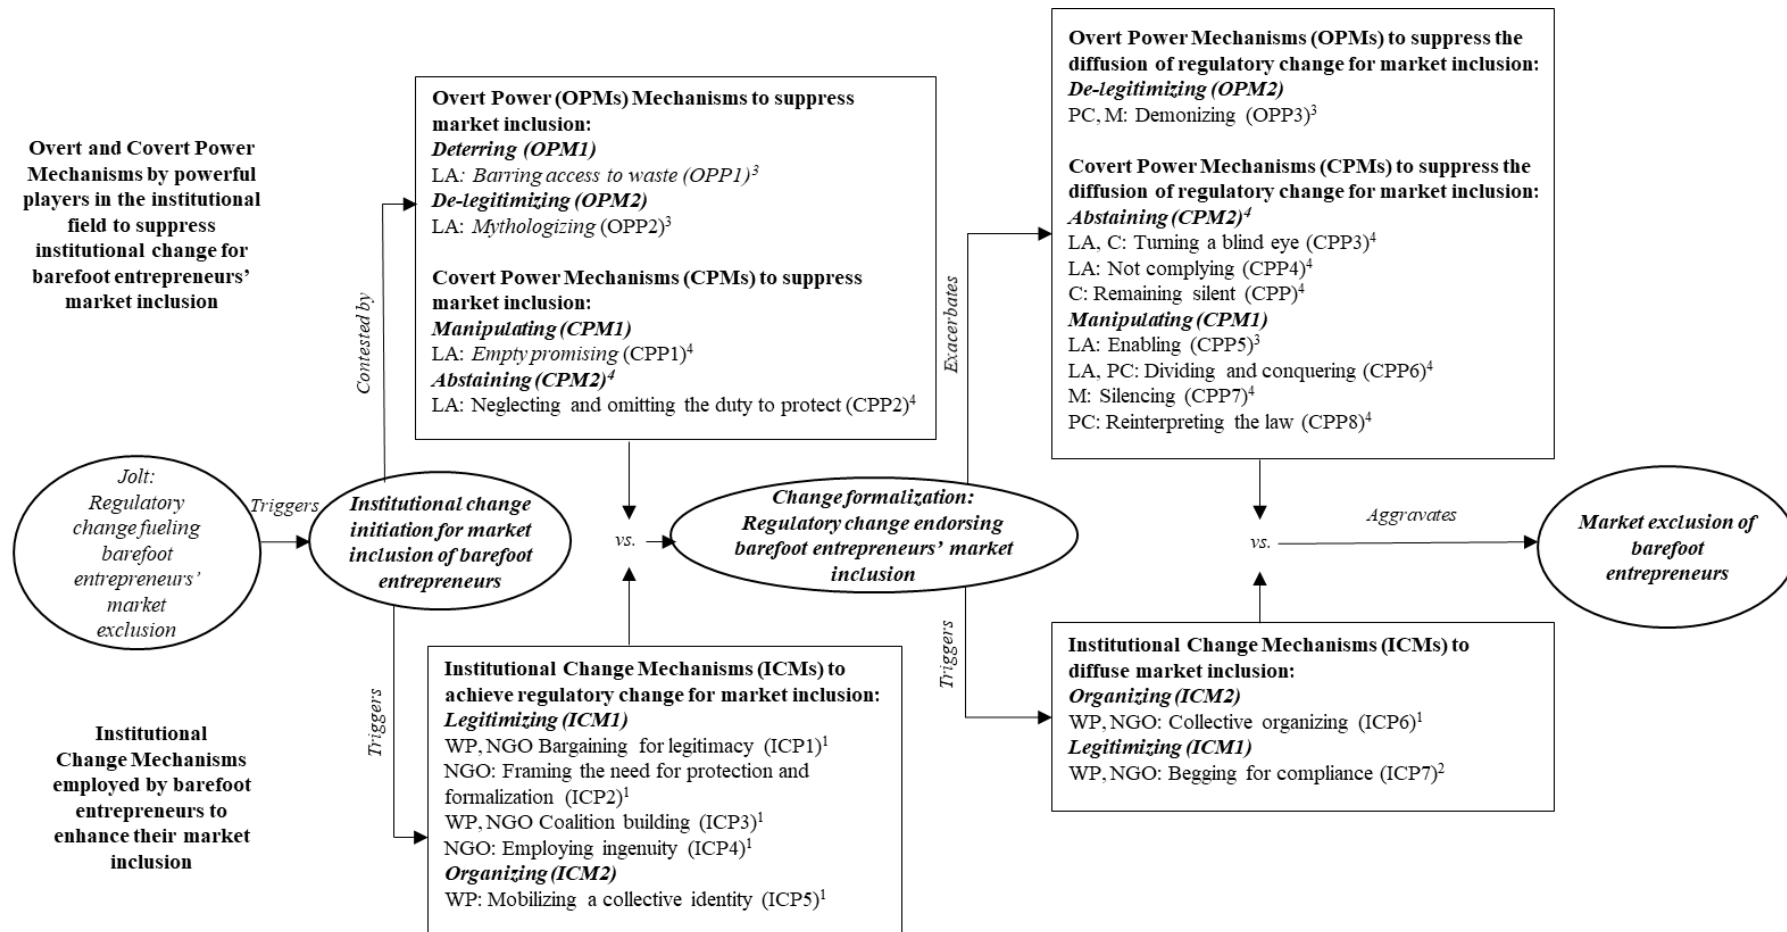 Overt and Covert Power
Mechanisms by powerful
players in the institutional
field to suppress
institutional change for
barefoot entrepreneurs’
market inclusion
Overt Power (OPMs) Mechanisms to suppress
market inclusion:
Deterring (OPM1)
LA: Barring access to waste (OPP1)³
De-legitimizing (OPM2)
LA: Mythologizing (OPP2)³
Covert Power Mechanisms (CPMs) to suppress
market inclusion:
Manipulating (CPM1)
LA: Empty promising (CPP1)⁴
Abstaining (CPM2)⁴
LA: Neglecting and omitting the duty to protect (CPP2)⁴
Overt Power Mechanisms (OPMs) to suppress the
diffusion of regulatory change for market inclusion:
De-legitimizing (OPM2)
PC, M: Demonizing (OPP3)³
Covert Power Mechanisms (CPMs) to suppress the
diffusion of regulatory change for market inclusion:
Abstaining (CPM2)⁴
LA, C: Turning a blind eye (CPP3)⁴
LA: Not complying (CPP4)⁴
C: Remaining silent (CPP)⁴
Manipulating (CPM1)
LA: Enabling (CPP5)³
LA, PC: Dividing and conquering (CPP6)⁴
M: Silencing (CPP7)⁴
PC: Reinterpreting the law (CPP8)⁴
Contested by
Exacerbates
Jolt:
Regulatory
change fueling
barefoot
entrepreneurs’
market
exclusion
Triggers
Institutional change
initiation for market
inclusion of barefoot
entrepreneurs
vs.
Change formalization:
Regulatory change endorsing
barefoot entrepreneurs’ market
inclusion
vs.
Aggravates
Market exclusion of
barefoot
entrepreneurs
Triggers
Triggers
Institutional
Change Mechanisms
employed by barefoot
entrepreneurs to
enhance their market
inclusion
Institutional Change Mechanisms (ICMs) to
achieve regulatory change for market inclusion:
Legitimizing (ICM1)
WP, NGO Bargaining for legitimacy (ICP1)¹
NGO: Framing the need for protection and
formalization (ICP2)¹
WP, NGO Coalition building (ICP3)¹
NGO: Employing ingenuity (ICP4)¹
Organizing (ICM2)
WP: Mobilizing a collective identity (ICP5)¹
Institutional Change Mechanisms (ICMs) to
diffuse market inclusion:
Organizing (ICM2)
WP, NGO: Collective organizing (ICP6)¹
Legitimizing (ICM1)
WP, NGO: Begging for compliance (ICP7)²